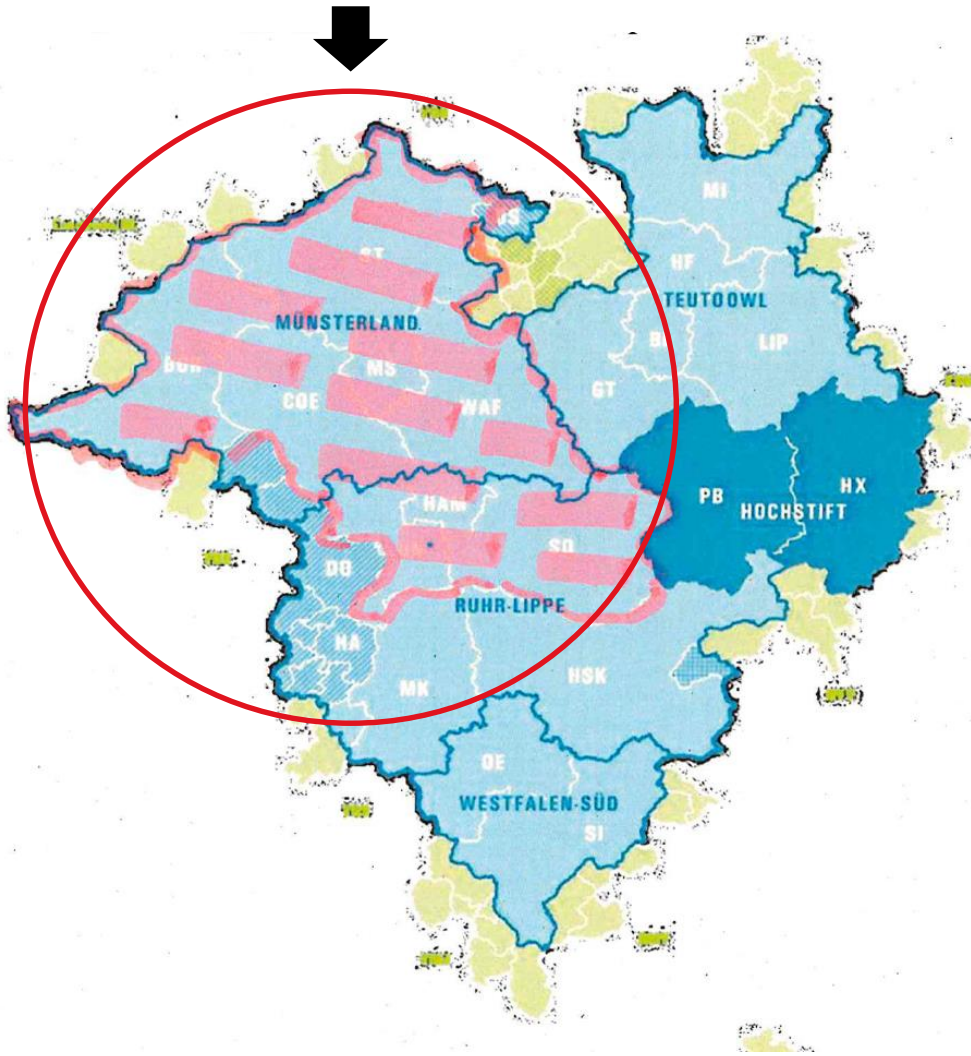 MI
HF
TEUTOOWL
MÜNSTERLAND
BI
LIP
MS
GT
COE
WAF
PB
HX
HOCHSTIFT
HAM
SO
DO
RUHR-LIPPE
HA
MK
HSK
OE
WESTFALEN-SÜD
SI